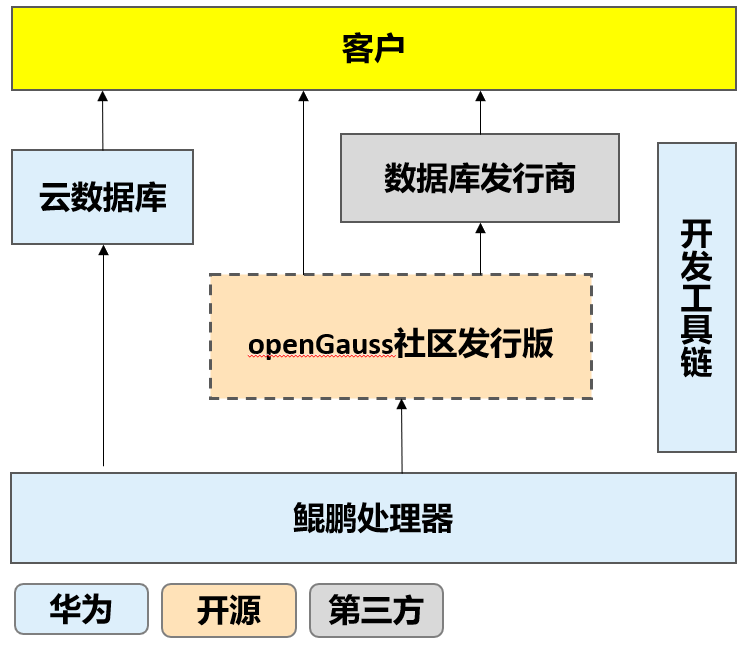 客户
云数据库
数据库发行商
开发工具链
openGauss社区发行版
鲲鹏处理器
华为
开源
第三方